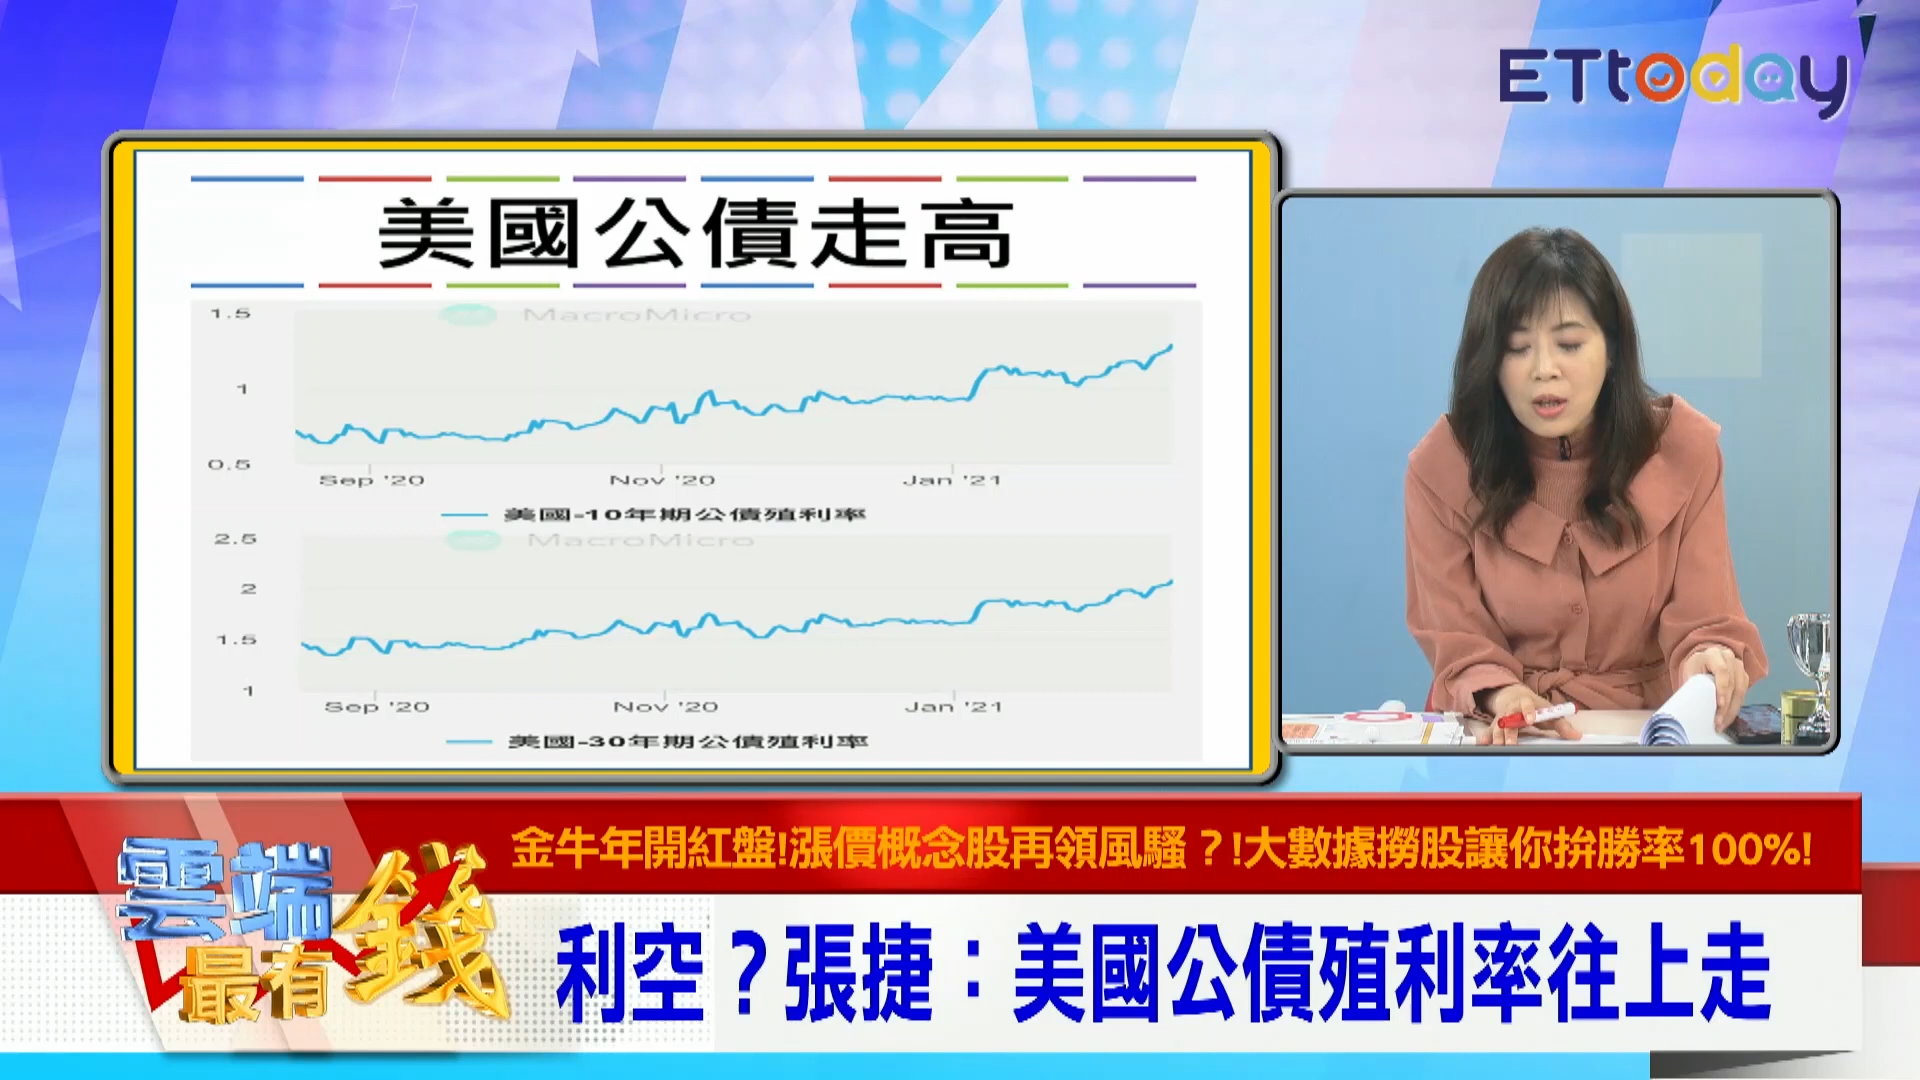 ETtoday
美國公債走高
MacroMicro
1.5
1
0.5
Sep '20 Nov '20 Jan '21
美國-10年期公債殖利率
MacroMicro
2.5
2
1.5
1
Sep '20 Nov '20 Jan '21
美國-30年期公債殖利率
雲端最有錢
金牛年開紅盤!漲價概念股再領風騷？!大數據撈股讓你拚勝率100%!
利空？張捷：美國公債殖利率往上走